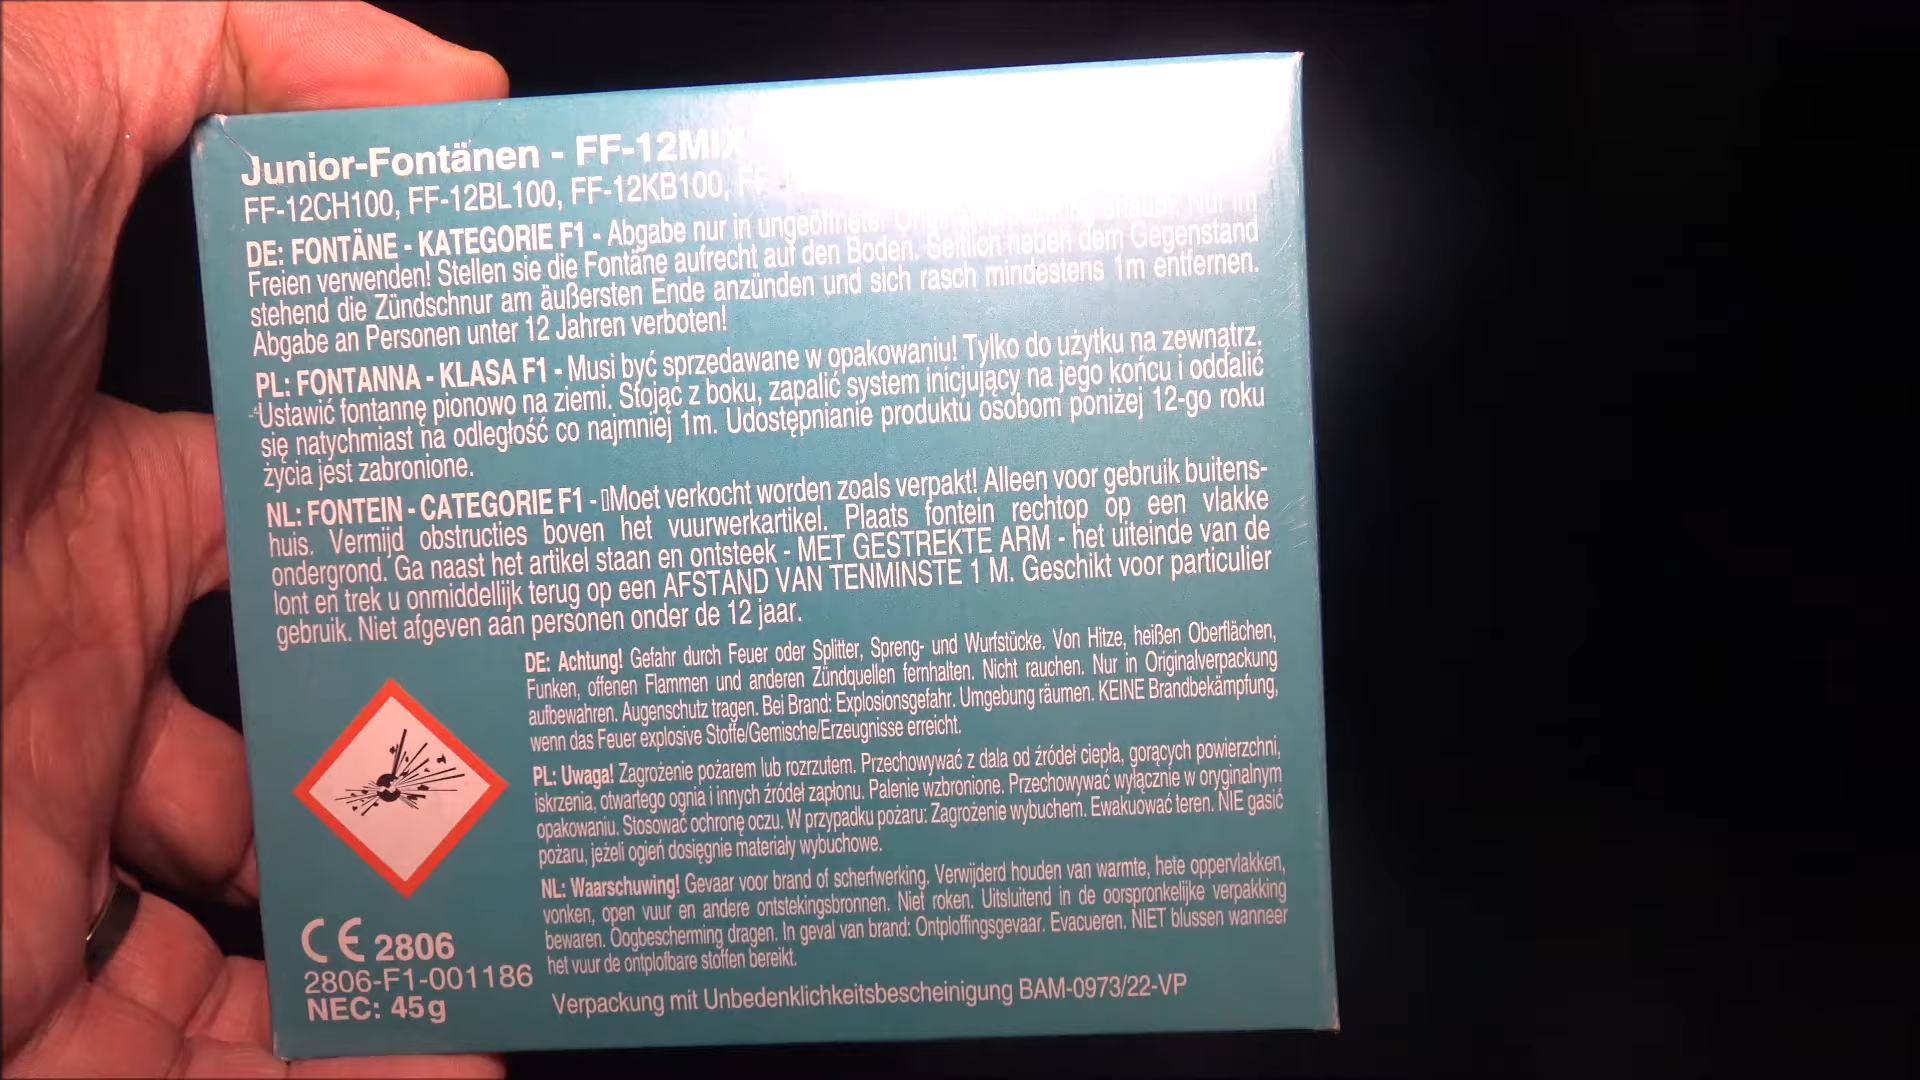 Junior-Fontänen - FF-12MIX
FF-12CH100, FF-12BL100, FF-12KB100, FF-
DE: FONTÄNE - KATEGORIE F1 - Abgabe nur in ungeöffneter Originalverpackung erlaubt. Nur im
Freien verwenden! Stellen sie die Fontäne aufrecht auf den Boden. Seitlich neben dem Gegenstand
stehend die Zündschnur am äußersten Ende anzünden und sich rasch mindestens 1m entfernen.
Abgabe an Personen unter 12 Jahren verboten!
PL: FONTANNA - KLASA F1 - Musi być sprzedawane w opakowaniu! Tylko do użytku na zewnątrz.
Ustawić fontannę pionowo na ziemi. Stojąc z boku, zapalić system inicjujący na jego końcu i oddalić
się natychmiast na odległość co najmniej 1m. Udostępnianie produktu osobom poniżej 12-go roku
życia jest zabronione.
NL: FONTEIN - CATEGORIE F1 - ▯Moet verkocht worden zoals verpakt! Alleen voor gebruik buitens-
huis. Vermijd obstructies boven het vuurwerkartikel. Plaats fontein rechtop op een vlakke
ondergrond. Ga naast het artikel staan en ontsteek - MET GESTREKTE ARM - het uiteinde van de
lont en trek u onmiddellijk terug op een AFSTAND VAN TENMINSTE 1 M. Geschikt voor particulier
gebruik. Niet afgeven aan personen onder de 12 jaar.
DE: Achtung! Gefahr durch Feuer oder Splitter, Spreng- und Wurfstücke. Von Hitze, heißen Oberflächen,
Funken, offenen Flammen und anderen Zündquellen fernhalten. Nicht rauchen. Nur in Originalverpackung
aufbewahren. Augenschutz tragen. Bei Brand: Explosionsgefahr. Umgebung räumen. KEINE Brandbekämpfung,
wenn das Feuer explosive Stoffe/Gemische/Erzeugnisse erreicht.
PL: Uwaga! Zagrożenie pożarem lub rozrzutem. Przechowywać z dala od źródeł ciepła, gorących powierzchni,
iskrzenia, otwartego ognia i innych źródeł zapłonu. Palenie wzbronione. Przechowywać wyłącznie w oryginalnym
opakowaniu. Stosować ochronę oczu. W przypadku pożaru: Zagrożenie wybuchem. Ewakuować teren. NIE gasić
pożaru, jeżeli ogień dosięgnie materiały wybuchowe.
NL: Waarschuwing! Gevaar voor brand of scherfwerking. Verwijderd houden van warmte, hete oppervlakken,
vonken, open vuur en andere ontstekingsbronnen. Niet roken. Uitsluitend in de oorspronkelijke verpakking
bewaren. Oogbescherming dragen. In geval van brand: Ontploffingsgevaar. Evacueren. NIET blussen wanneer
het vuur de ontplofbare stoffen bereikt.
CE 2806
2806-F1-001186
NEC: 45g
Verpackung mit Unbedenklichkeitsbescheinigung BAM-0973/22-VP